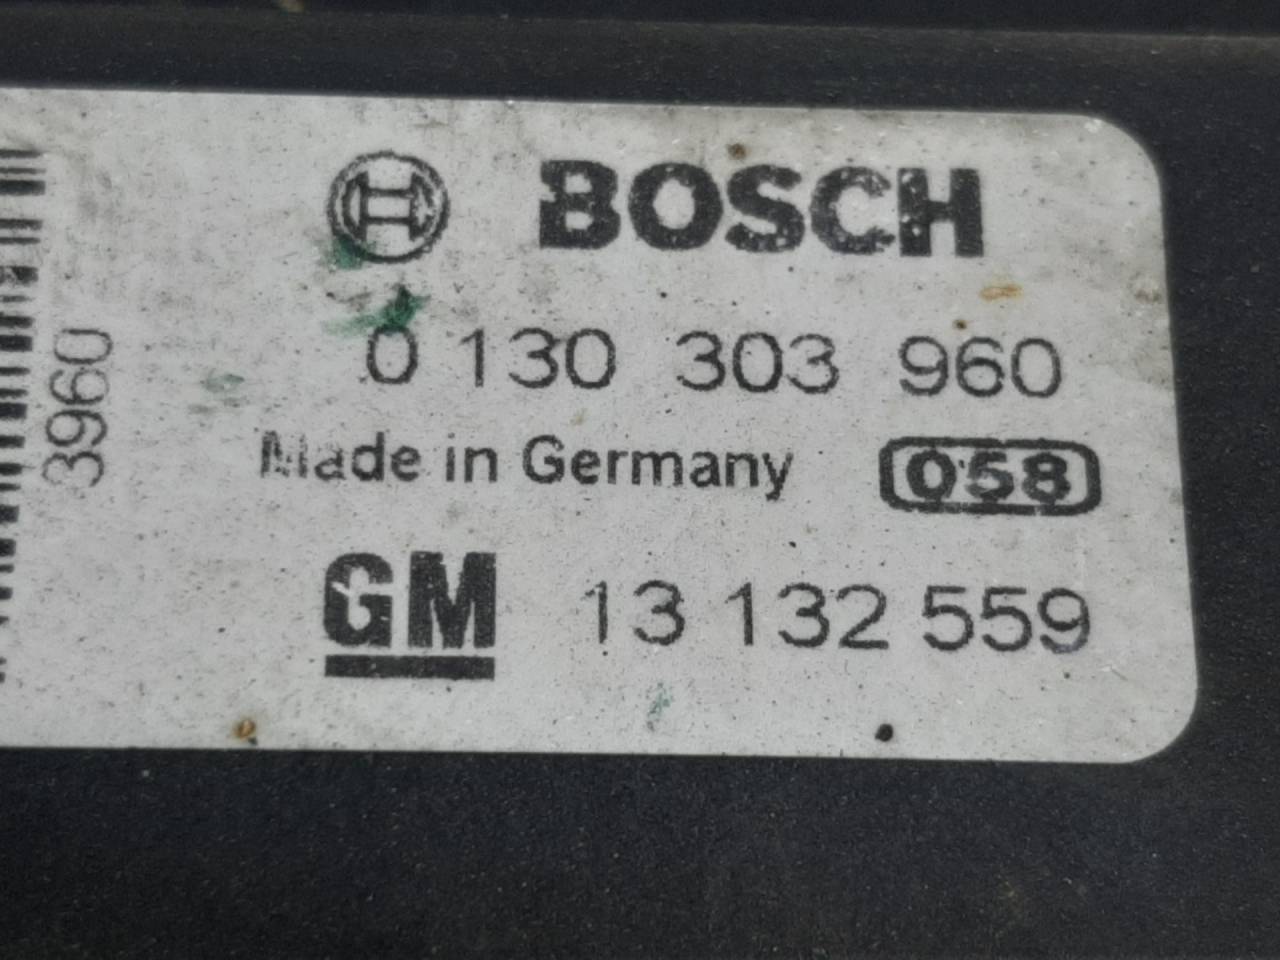 BOSCH
0 130 303 960
Made in Germany 058
GM 13 132 559
3960